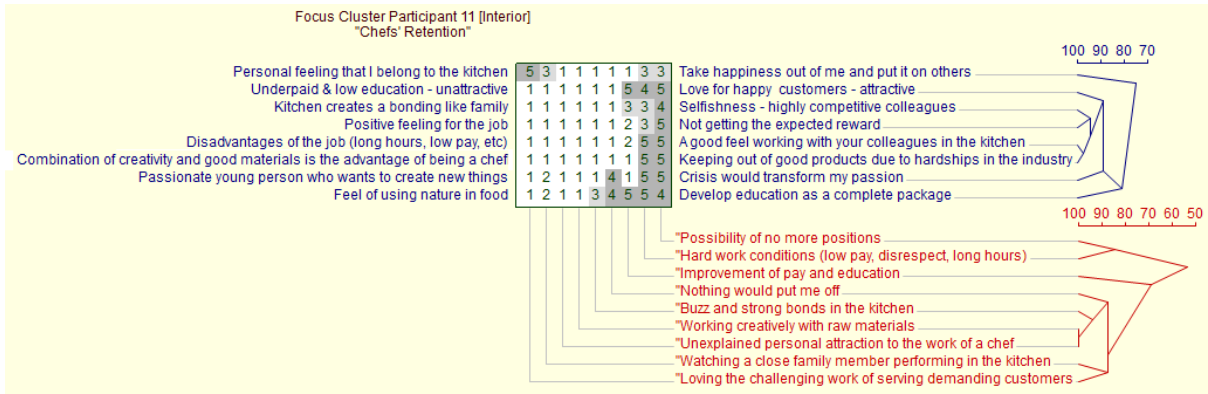 Focus Cluster Participant 11 [Interior]
"Chefs' Retention"
100 90 80 70
Personal feeling that I belong to the kitchen 5 3 1 1 1 1 1 3 3 Take happiness out of me and put it on others
Underpaid & low education - unattractive 1 1 1 1 1 1 5 4 5 Love for happy customers - attractive
Kitchen creates a bonding like family 1 1 1 1 1 1 3 3 4 Selfishness - highly competitive colleagues
Positive feeling for the job 1 1 1 1 1 1 2 3 5 Not getting the expected reward
Disadvantages of the job (long hours, low pay, etc) 1 1 1 1 1 1 2 5 5 A good feel working with your colleagues in the kitchen
Combination of creativity and good materials is the advantage of being a chef 1 1 1 1 1 1 1 5 5 Keeping out of good products due to hardships in the industry
Passionate young person who wants to create new things 1 2 1 1 1 4 1 5 5 Crisis would transform my passion
Feel of using nature in food 1 2 1 1 3 4 5 5 4 Develop education as a complete package
100 90 80 70 60 50
"Possibility of no more positions
"Hard work conditions (low pay, disrespect, long hours)
"Improvement of pay and education
"Nothing would put me off
"Buzz and strong bonds in the kitchen
"Working creatively with raw materials
"Unexplained personal attraction to the work of a chef
"Watching a close family member performing in the kitchen
"Loving the challenging work of serving demanding customers